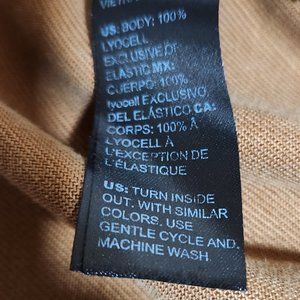 US: BODY: 100%
LYOCELL
EXCLUSIVE OF
ELASTIC MX:
CUERPO: 100%
lyocell EXCLUSIVO
DEL ELÁSTICO CA:
CORPS: 100% Á
LYOCELL À
L'EXCEPTION DE
L'ÉLASTIQUE
US: TURN INSIDE
OUT. WITH SIMILAR
COLORS. USE
GENTLE CYCLE AND
MACHINE WASH